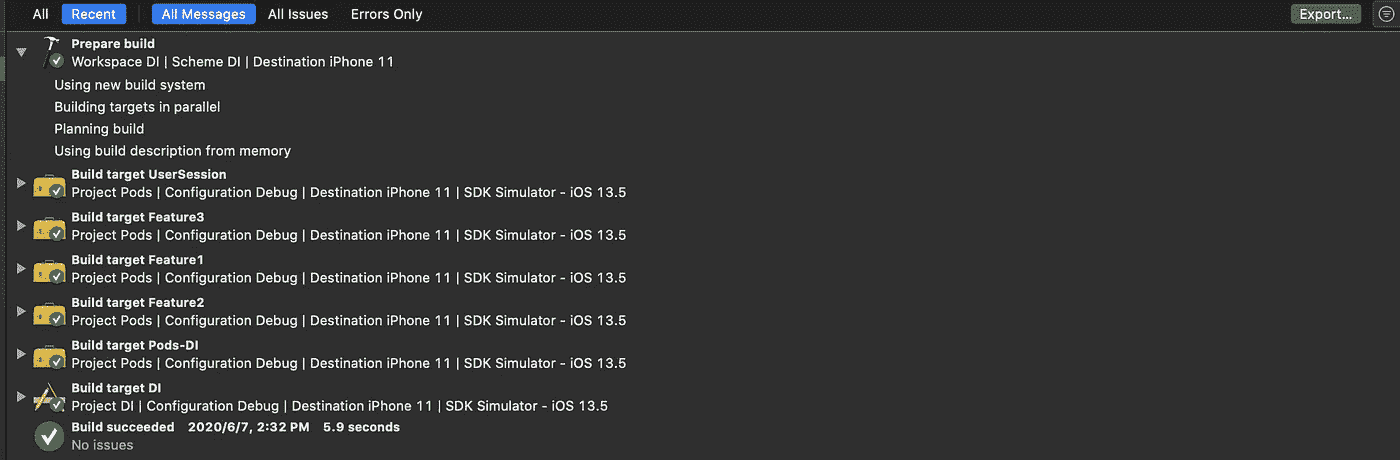 All Recent All Messages All Issues Errors Only Export...
Prepare build
Workspace DI | Scheme DI | Destination iPhone 11
Using new build system
Building targets in parallel
Planning build
Using build description from memory
Build target UserSession
Project Pods | Configuration Debug | Destination iPhone 11 | SDK Simulator - iOS 13.5
Build target Feature3
Project Pods | Configuration Debug | Destination iPhone 11 | SDK Simulator - iOS 13.5
Build target Feature1
Project Pods | Configuration Debug | Destination iPhone 11 | SDK Simulator - iOS 13.5
Build target Feature2
Project Pods | Configuration Debug | Destination iPhone 11 | SDK Simulator - iOS 13.5
Build target Pods-DI
Project Pods | Configuration Debug | Destination iPhone 11 | SDK Simulator - iOS 13.5
Build target DI
Project DI | Configuration Debug | Destination iPhone 11 | SDK Simulator - iOS 13.5
Build succeeded 2020/6/7, 2:32 PM 5.9 seconds
No issues